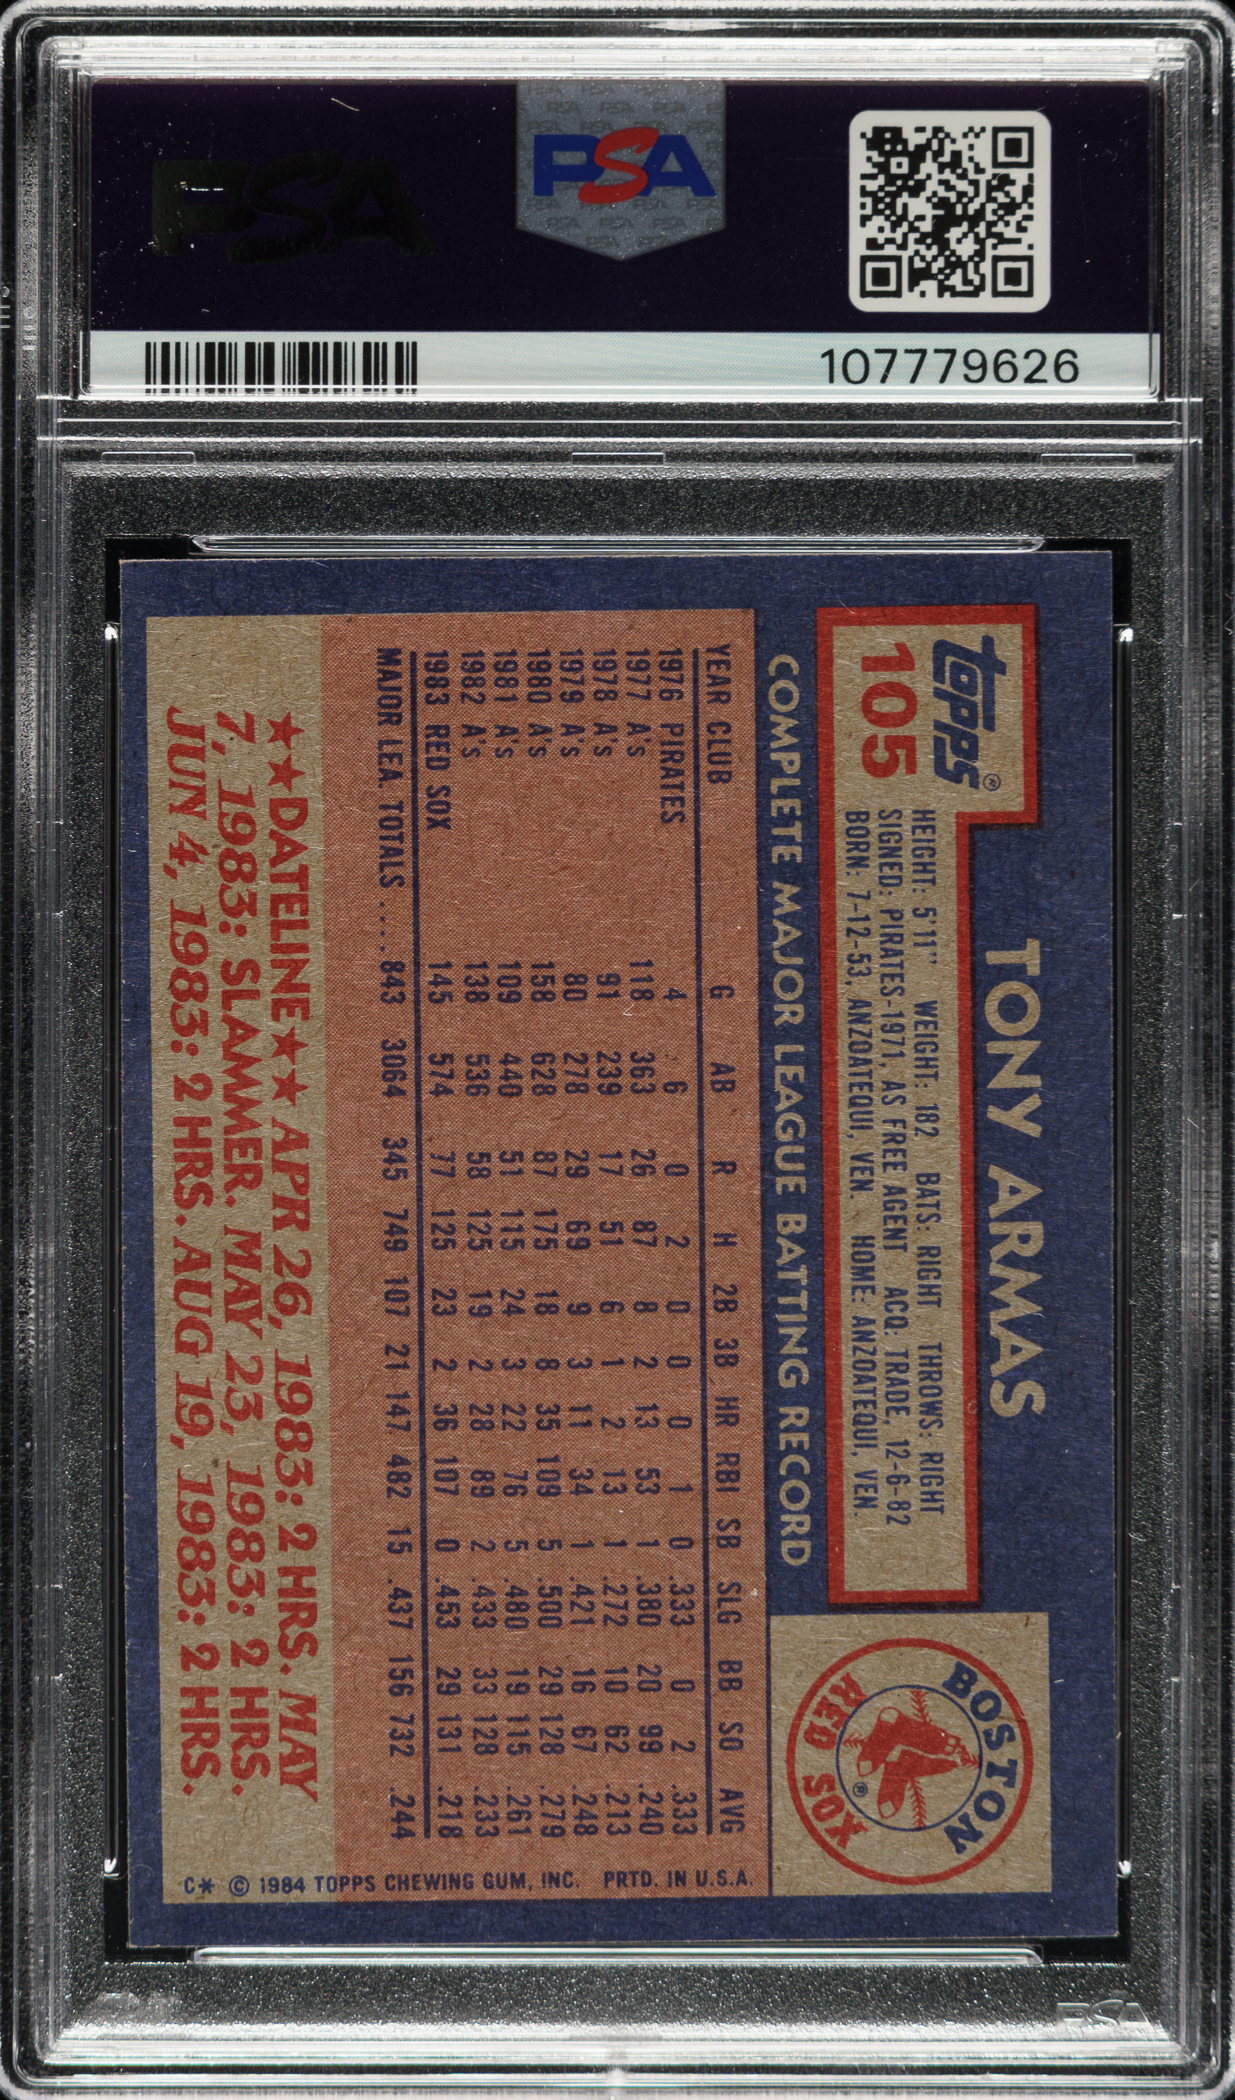 PSA
PSA
107779626
topps®
105
TONY ARMAS
HEIGHT: 5'11" WEIGHT: 182 BATS: RIGHT THROWS: RIGHT
SIGNED: PIRATES-1971, AS FREE AGENT ACQ: TRADE, 12-6-82
BORN: 7-12-53, ANZOATEQUI, VEN. HOME: ANZOATEQUI, VEN.
BOSTON
RED SOX
®
COMPLETE MAJOR LEAGUE BATTING RECORD
YEAR CLUB G AB R H 2B 3B HR RBI SB SLG BB SO AVG
1976 PIRATES 4 6 0 2 0 0 0 1 0 .333 0 2 .333
1977 A's 118 363 26 87 8 2 13 53 1 .380 20 99 .240
1978 A's 91 239 17 51 6 1 2 13 1 .272 10 62 .213
1979 A's 80 278 29 69 9 3 11 34 1 .421 16 67 .248
1980 A's 158 628 87 175 18 8 35 109 5 .500 29 128 .279
1981 A's 109 440 51 115 24 3 22 76 5 .480 19 115 .261
1982 A's 138 536 58 125 19 2 28 89 2 .433 33 128 .233
1983 RED SOX 145 574 77 125 23 2 36 107 0 .453 29 131 .218
MAJOR LEA. TOTALS .... 843 3064 345 749 107 21 147 482 15 .437 156 732 .244
★★DATELINE★★ APR 26, 1983: 2 HRS. MAY
7, 1983: SLAMMER. MAY 23, 1983: 2 HRS.
JUN 4, 1983: 2 HRS. AUG 19, 1983: 2 HRS.
C* © 1984 TOPPS CHEWING GUM, INC. PRTD. IN U.S.A.
PSA